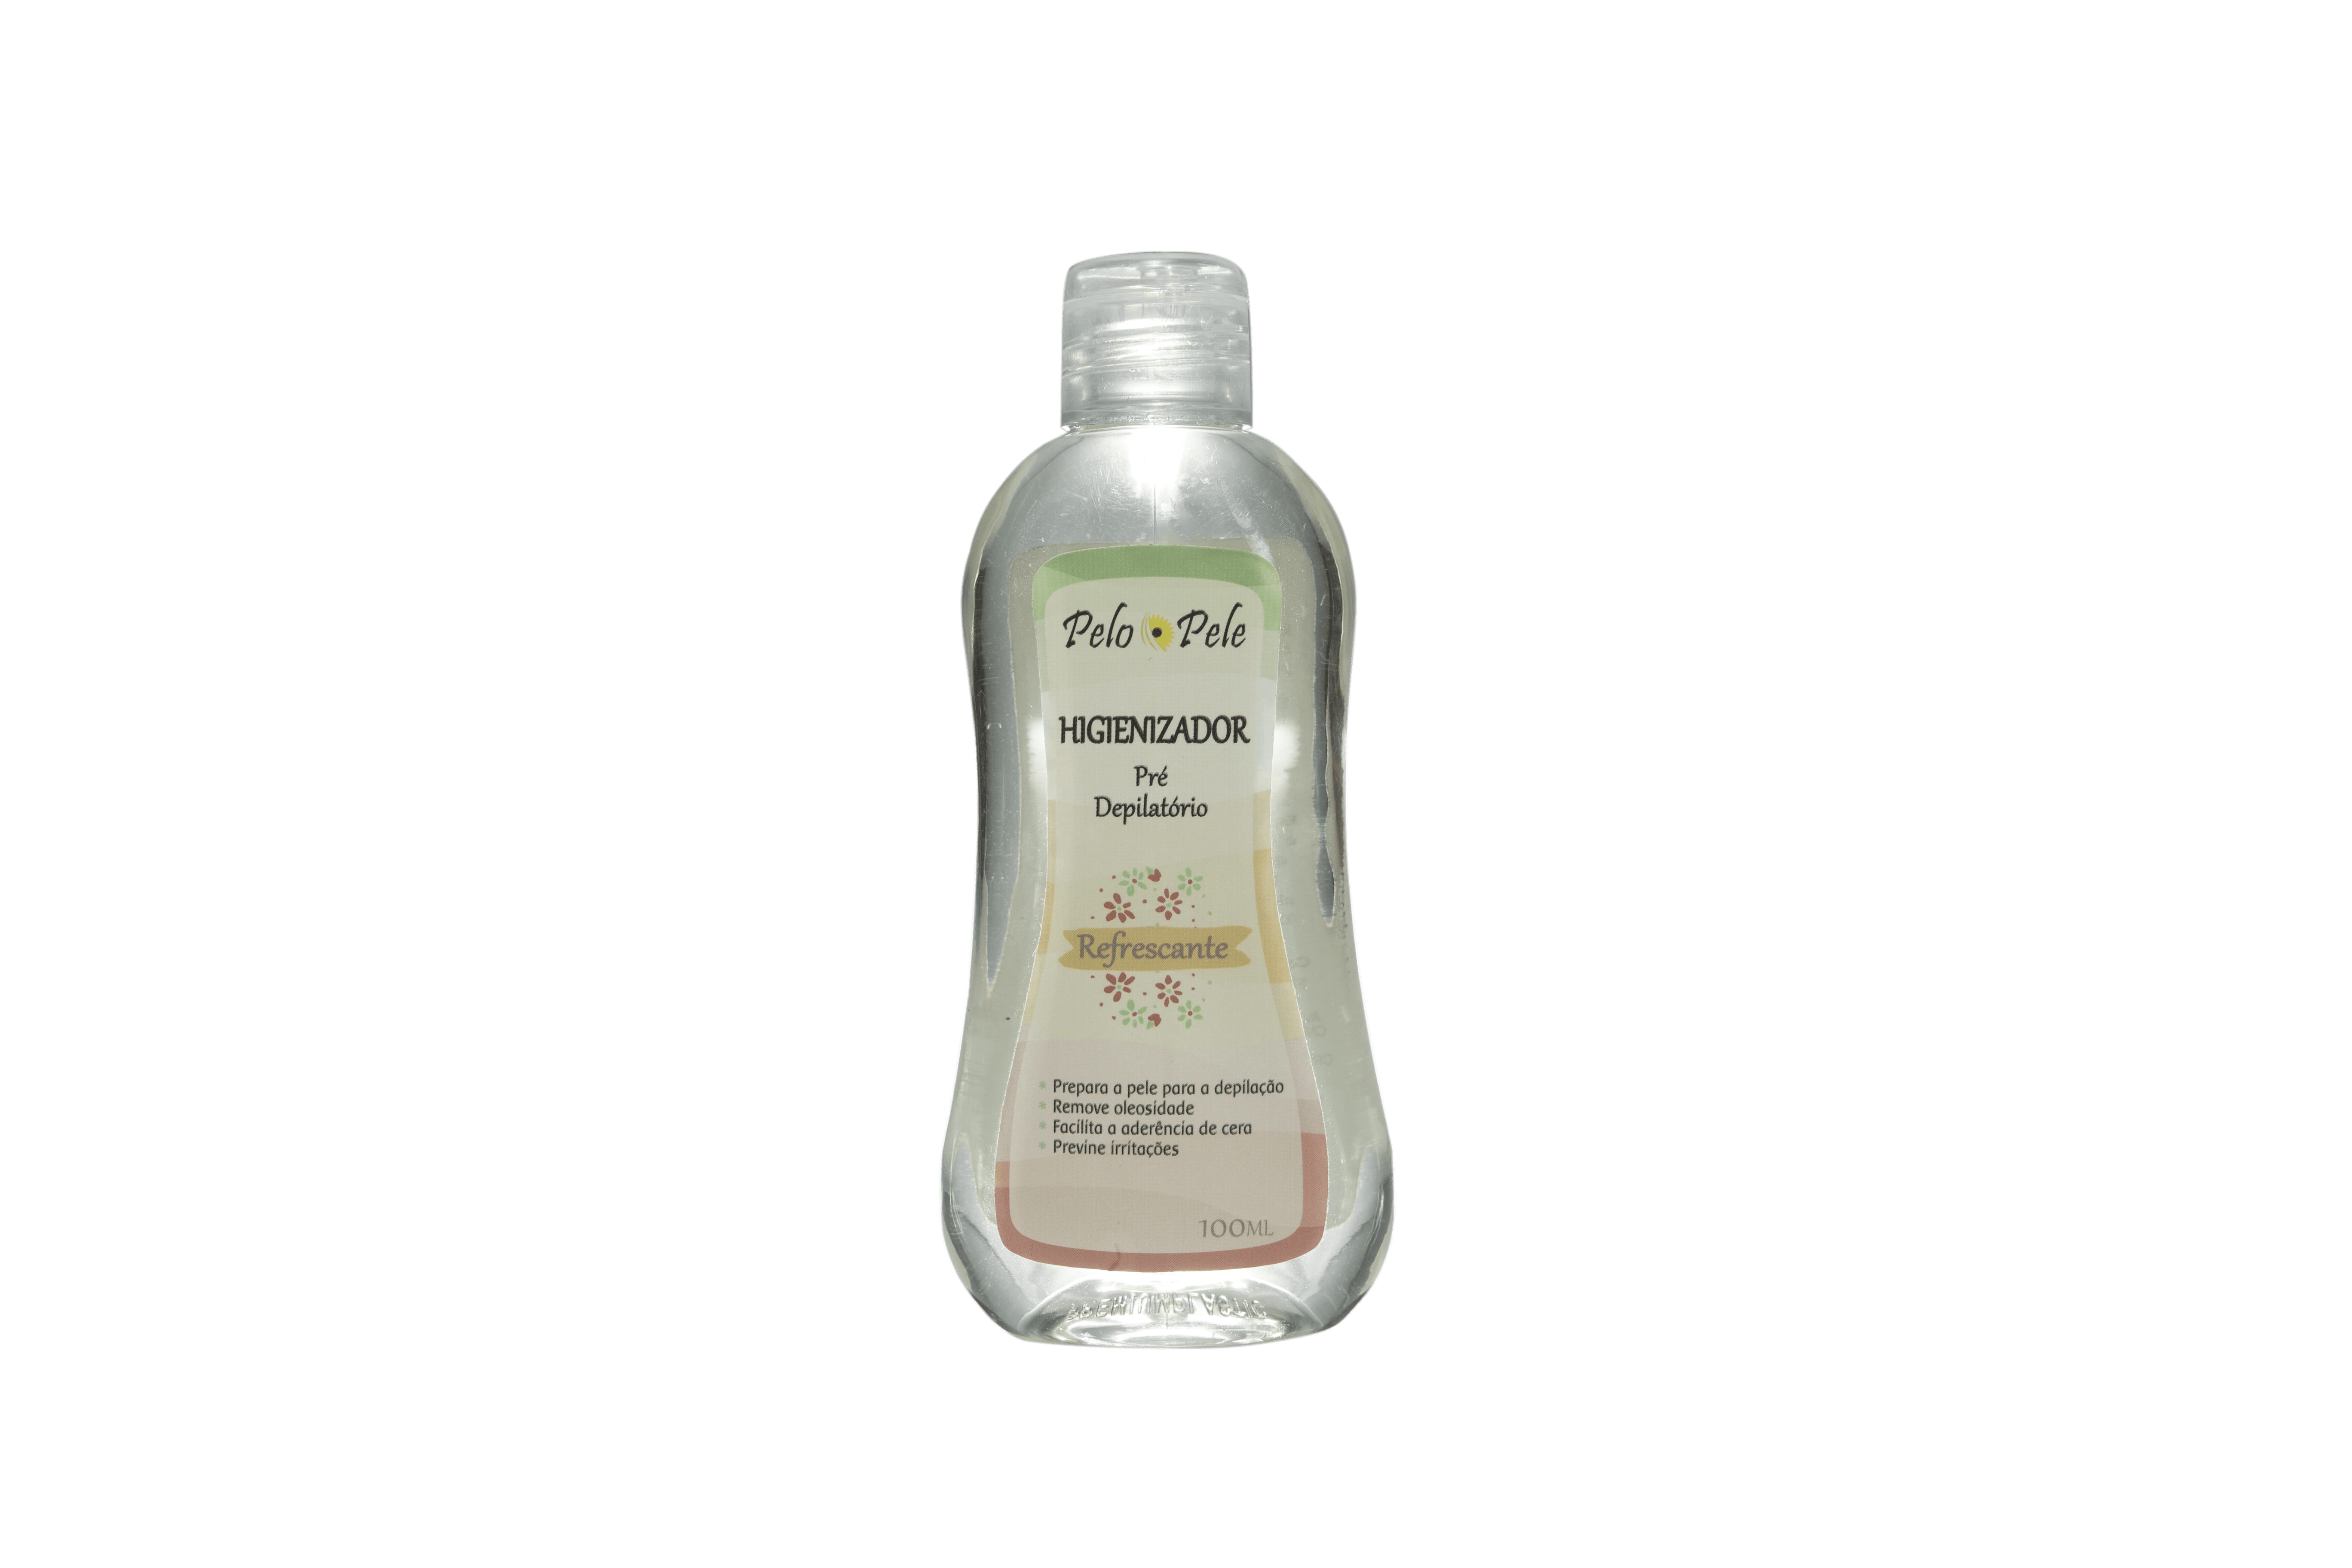 Pelo Pele
HIGIENIZADOR
Pré
Depilatório
Refrescante
* Prepara a pele para a depilação
* Remove oleosidade
* Facilita a aderência de cera
* Previne irritações
100ML